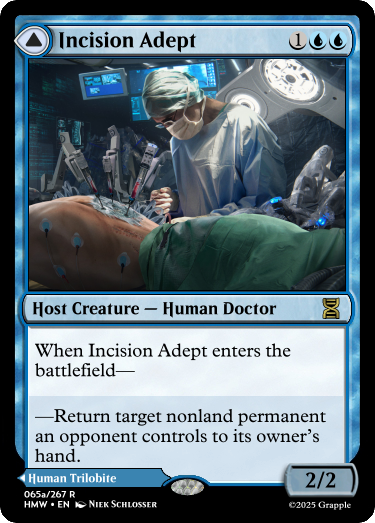 Incision Adept 1
Host Creature — Human Doctor
When Incision Adept enters the
battlefield—
—Return target nonland permanent
an opponent controls to its owner's
hand.
Human Trilobite
2/2
065a/267 R
HMW • EN Niek Schlosser
©2025 Grapple